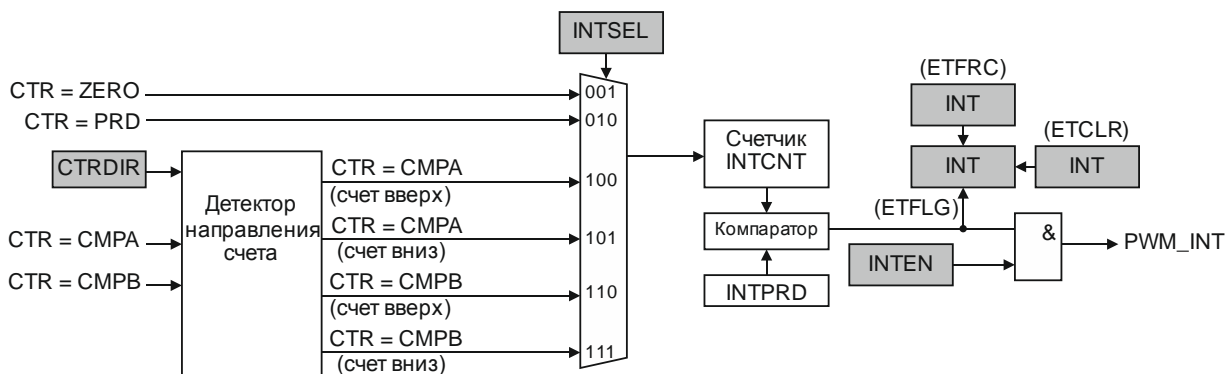 INTSEL
CTR = ZERO
001
CTR = PRD
010
CTRDIR
Детектор
направления
счета
CTR = CMPA
(счет вверх)
100
CTR = CMPA
CTR = CMPA
(счет вниз)
101
CTR = CMPB
CTR = CMPB
(счет вверх)
110
CTR = CMPB
(счет вниз)
111
Счетчик
INTCNT
Компаратор
INTPRD
(ETFRC)
INT
(ETCLR)
INT
INT
(ETFLG)
INTEN
&
PWM_INT